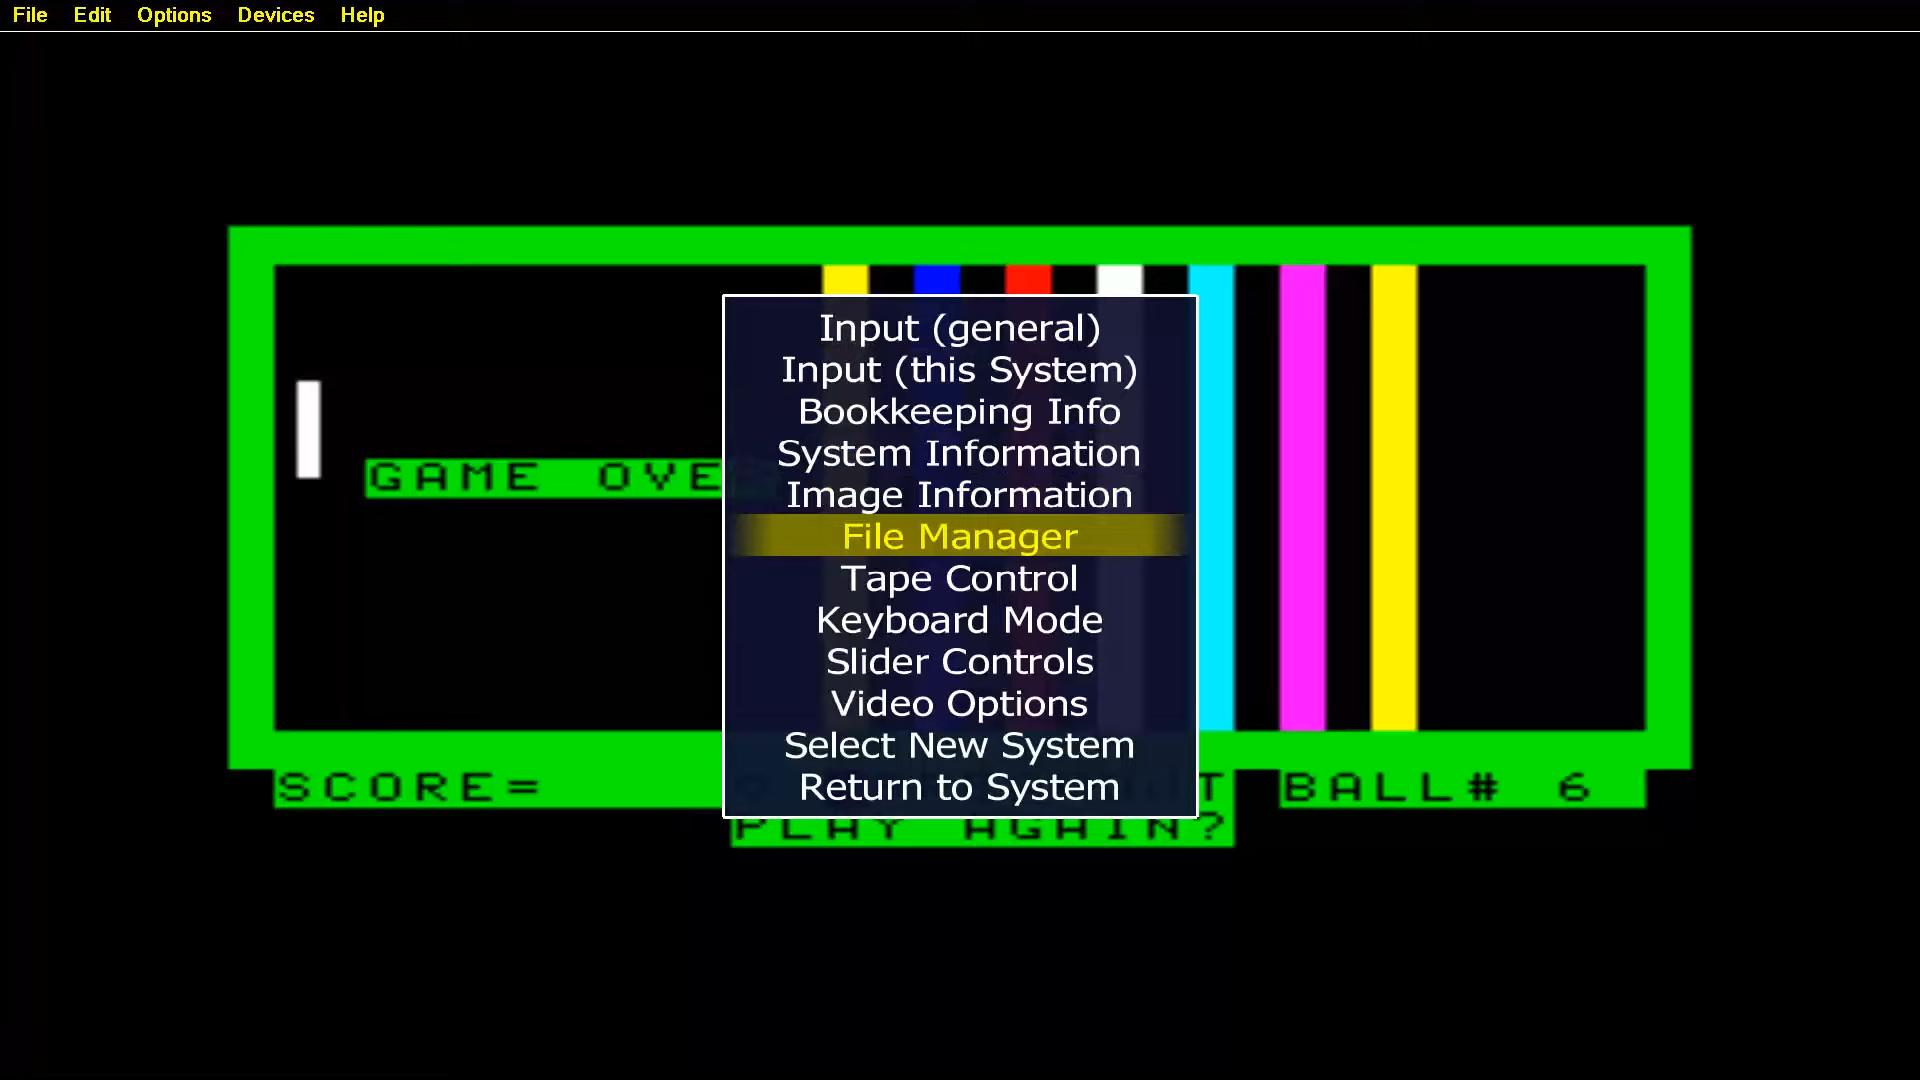 File Edit Options Devices Help
Input (general)
Input (this System)
Bookkeeping Info
System Information
Image Information
GAME OVE
File Manager
Tape Control
Keyboard Mode
Slider Controls
Video Options
Select New System
Return to System
SCORE= BALL# 6
PLAY AGAIN?